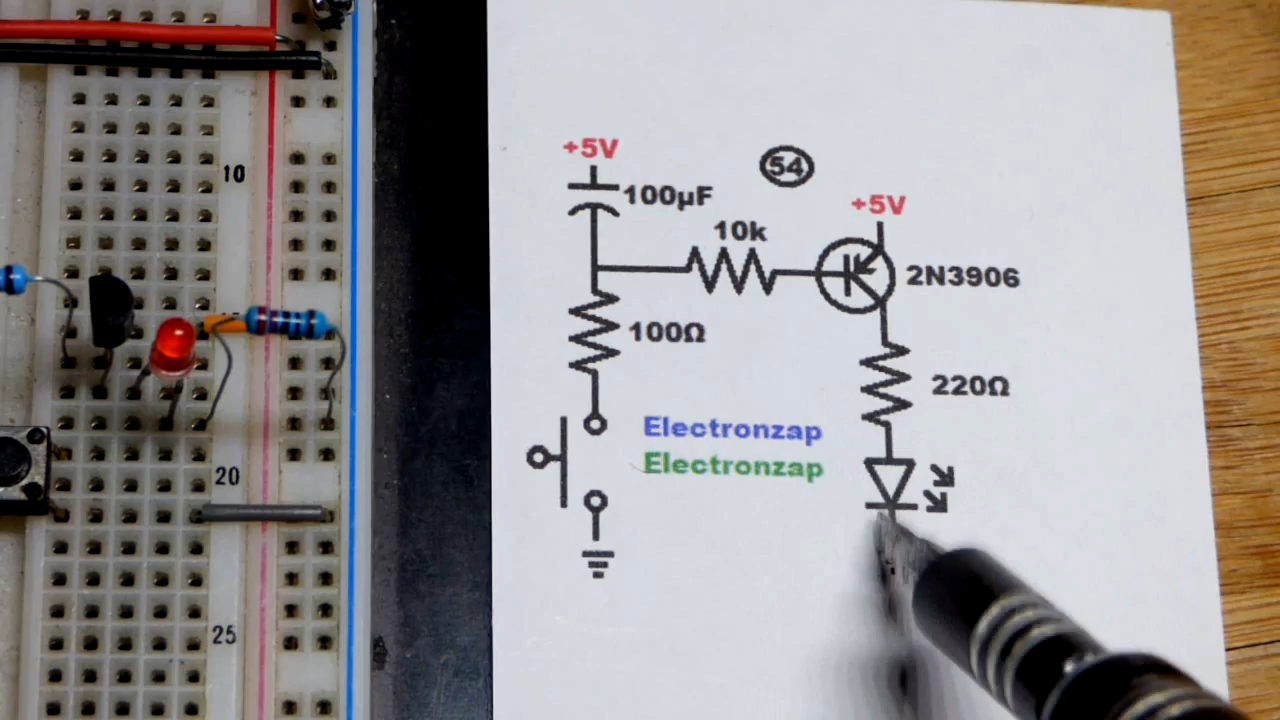 10
20
25
+5V
54
100µF
+5V
10k
2N3906
100Ω
220Ω
Electronzap
Electronzap